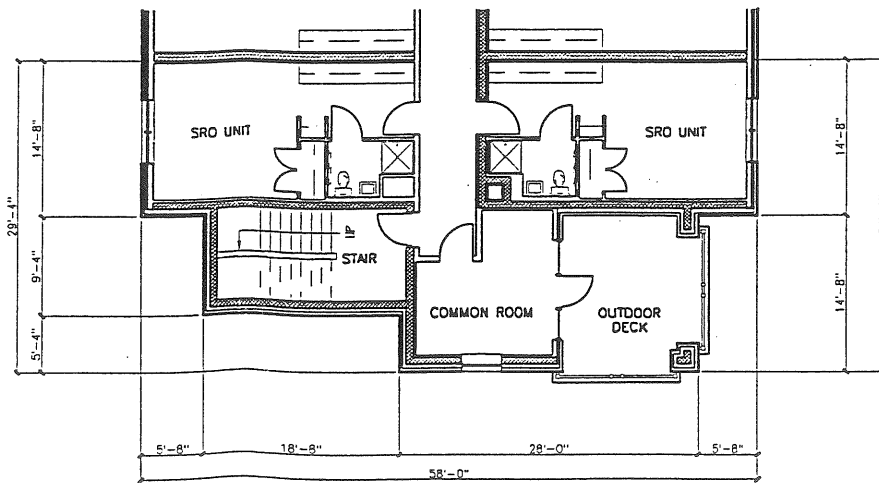 SRO UNIT
SRO UNIT
14'-8"
14'-8"
29'-4"
UP
STAIR
9'-4"
14'-8"
COMMON ROOM
OUTDOOR
DECK
5'-4"
5'-8"
18'-8"
28'-0"
5'-8"
58'-0"